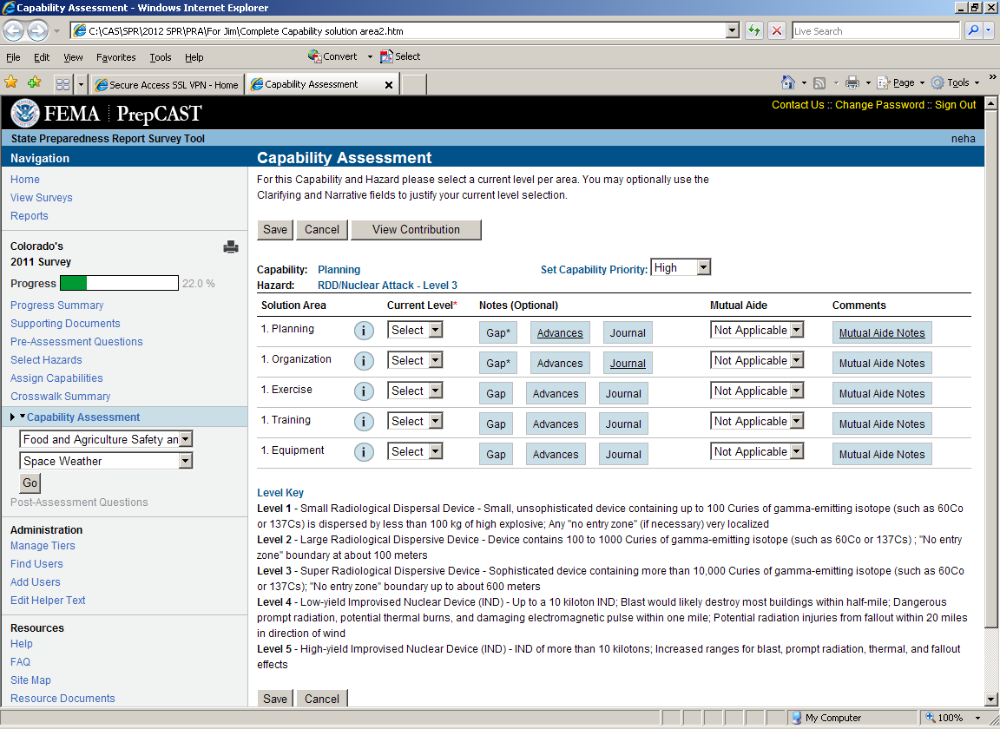 Capability Assessment - Windows Internet Explorer
C:\CAS\SPR\2012 SPR\PRA\For Jim\Complete Capability solution area2.htm
Live Search
File Edit View Favorites Tools Help
Convert Select
Secure Access SSL VPN - Home
Capability Assessment
Page Tools
FEMA PrepCAST
Contact Us :: Change Password :: Sign Out
State Preparedness Report Survey Tool
neha
Navigation
Home
View Surveys
Reports
Colorado's
2011 Survey
Progress 22.0 %
Progress Summary
Supporting Documents
Pre-Assessment Questions
Select Hazards
Assign Capabilities
Crosswalk Summary
Capability Assessment
Food and Agriculture Safety an
Space Weather
Go
Post-Assessment Questions
Administration
Manage Tiers
Find Users
Add Users
Edit Helper Text
Resources
Help
FAQ
Site Map
Resource Documents
Capability Assessment
For this Capability and Hazard please select a current level per area. You may optionally use the
Clarifying and Narrative fields to justify your current level selection.
Save Cancel View Contribution
Capability: Planning Set Capability Priority: High
Hazard: RDD/Nuclear Attack - Level 3
Solution Area Current Level* Notes (Optional) Mutual Aide Comments
1. Planning i Select Gap* Advances Journal Not Applicable Mutual Aide Notes
1. Organization i Select Gap* Advances Journal Not Applicable Mutual Aide Notes
1. Exercise i Select Gap Advances Journal Not Applicable Mutual Aide Notes
1. Training i Select Gap Advances Journal Not Applicable Mutual Aide Notes
1. Equipment i Select Gap Advances Journal Not Applicable Mutual Aide Notes
Level Key
Level 1 - Small Radiological Dispersal Device - Small, unsophisticated device containing up to 100 Curies of gamma-emitting isotope (such as 60Co
or 137Cs) is dispersed by less than 100 kg of high explosive; Any "no entry zone" (if necessary) very localized
Level 2 - Large Radiological Dispersive Device - Device contains 100 to 1000 Curies of gamma-emitting isotope (such as 60Co or 137Cs) ; "No entry
zone" boundary at about 100 meters
Level 3 - Super Radiological Dispersive Device - Sophisticated device containing more than 10,000 Curies of gamma-emitting isotope (such as 60Co
or 137Cs); "No entry zone" boundary up to about 600 meters
Level 4 - Low-yield Improvised Nuclear Device (IND) - Up to a 10 kiloton IND; Blast would likely destroy most buildings within half-mile; Dangerous
prompt radiation, potential thermal burns, and damaging electromagnetic pulse within one mile; Potential radiation injuries from fallout within 20 miles
in direction of wind
Level 5 - High-yield Improvised Nuclear Device (IND) - IND of more than 10 kilotons; Increased ranges for blast, prompt radiation, thermal, and fallout
effects
Save Cancel
My Computer 100%